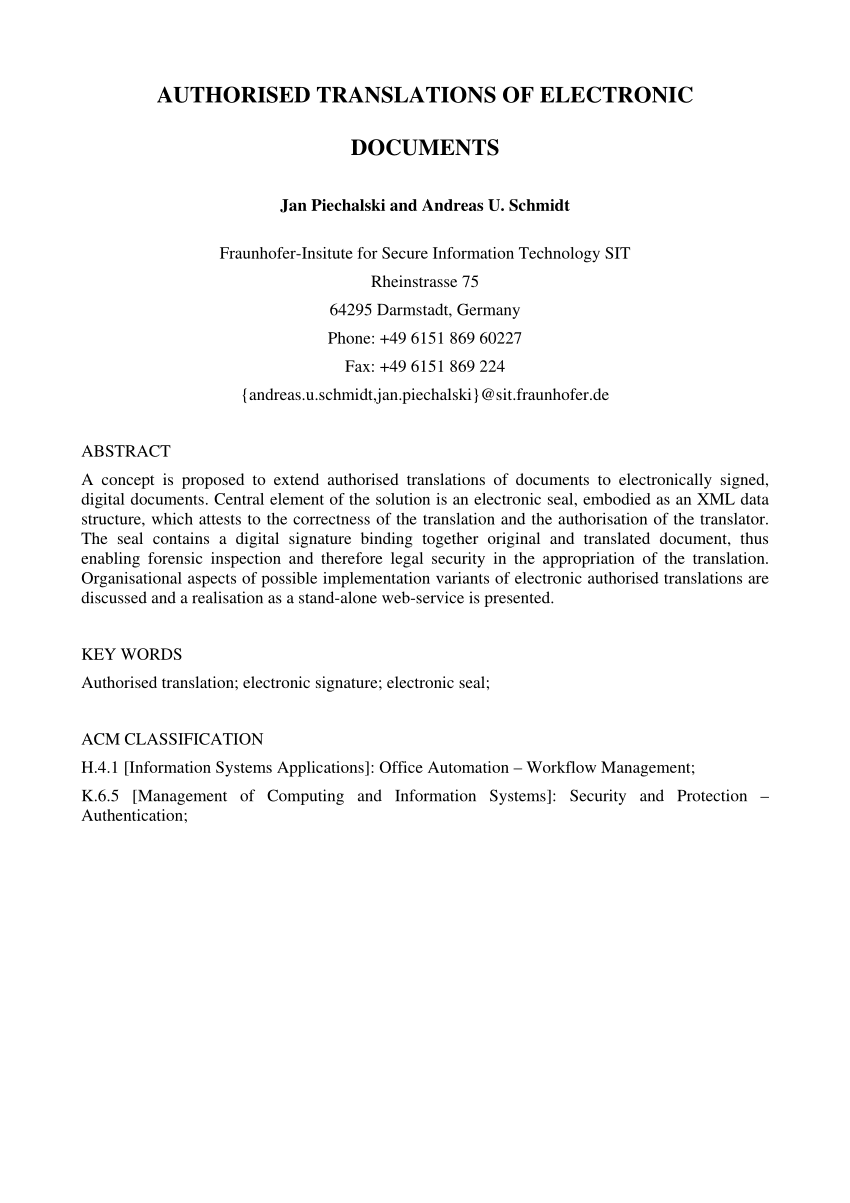 AUTHORISED TRANSLATIONS OF ELECTRONIC
DOCUMENTS
Jan Piechalski and Andreas U. Schmidt
Fraunhofer-Insitute for Secure Information Technology SIT
Rheinstrasse 75
64295 Darmstadt, Germany
Phone: +49 6151 869 60227
Fax: +49 6151 869 224
{andreas.u.schmidt,jan.piechalski}@sit.fraunhofer.de
ABSTRACT
A concept is proposed to extend authorised translations of documents to electronically signed,
digital documents. Central element of the solution is an electronic seal, embodied as an XML data
structure, which attests to the correctness of the translation and the authorisation of the translator.
The seal contains a digital signature binding together original and translated document, thus
enabling forensic inspection and therefore legal security in the appropriation of the translation.
Organisational aspects of possible implementation variants of electronic authorised translations are
discussed and a realisation as a stand-alone web-service is presented.
KEY WORDS
Authorised translation; electronic signature; electronic seal;
ACM CLASSIFICATION
H.4.1 [Information Systems Applications]: Office Automation – Workflow Management;
K.6.5 [Management of Computing and Information Systems]: Security and Protection –
Authentication;